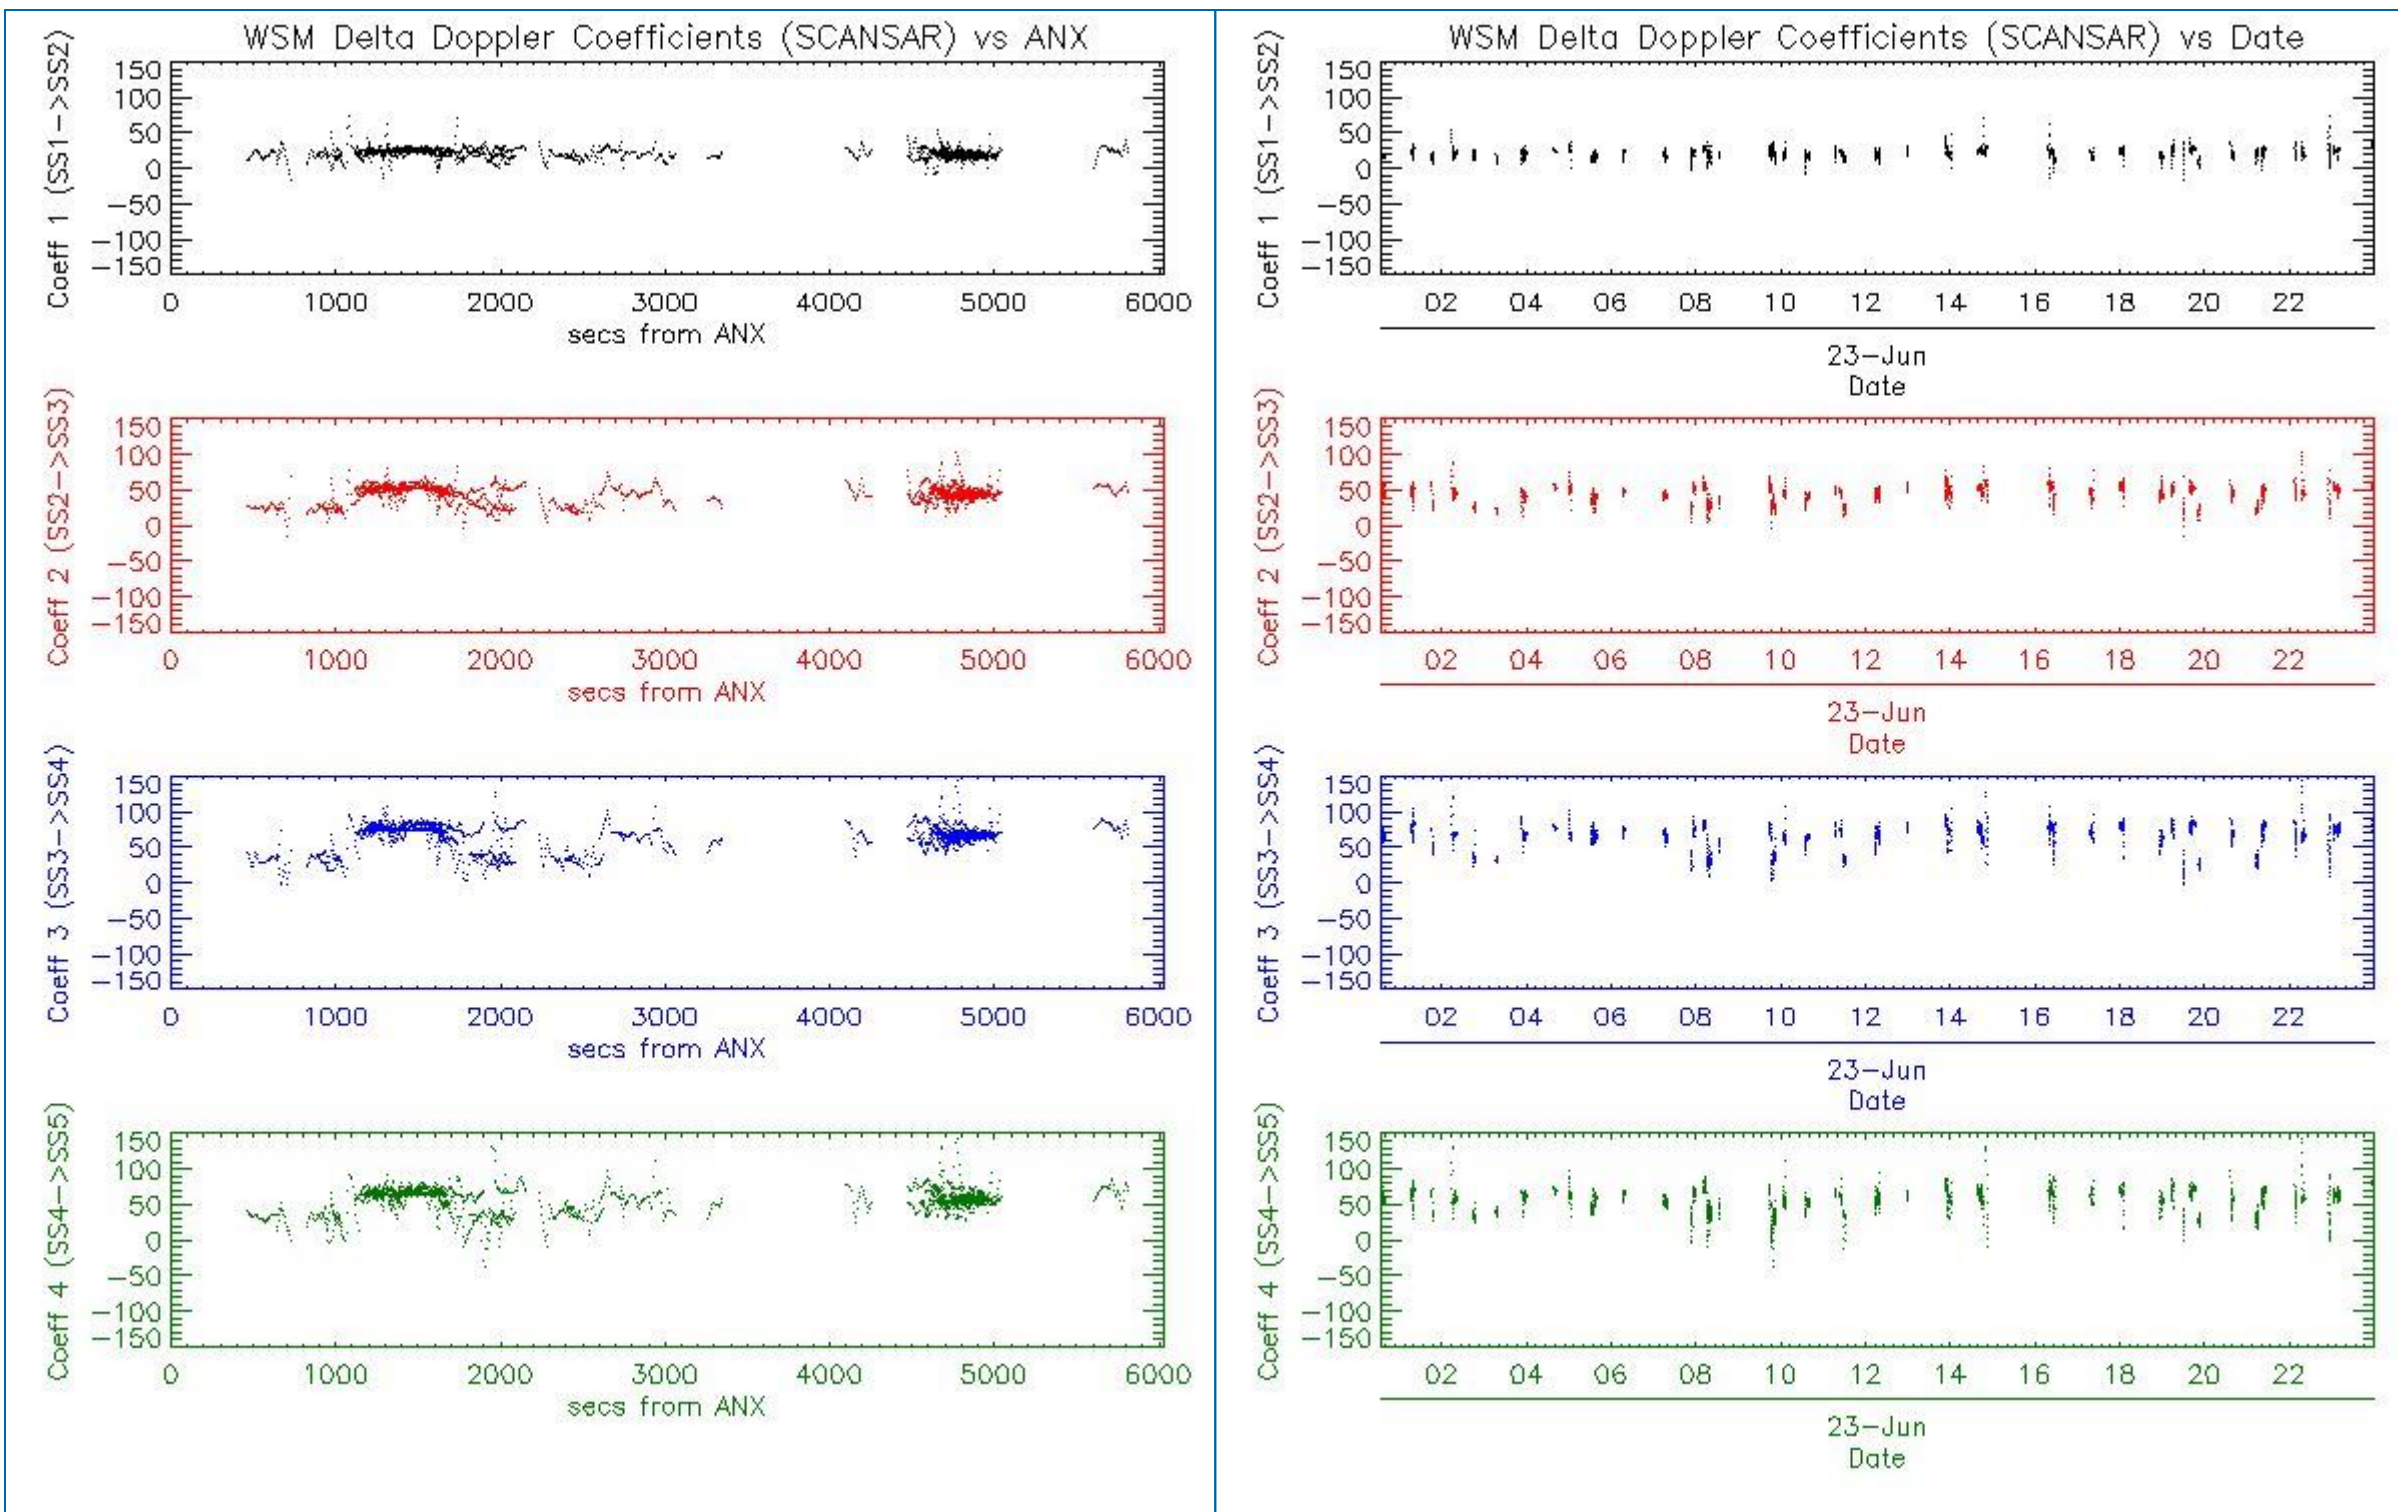 WSM Delta Doppler Coefficients (SCANSAR) vs ANX
Coeff 1 (SS1->SS2)
150
100
50
0
-50
-100
-150
0 1000 2000 3000 4000 5000 6000
secs from ANX
Coeff 2 (SS2->SS3)
150
100
50
0
-50
-100
-150
0 1000 2000 3000 4000 5000 6000
secs from ANX
Coeff 3 (SS3->SS4)
150
100
50
0
-50
-100
-150
0 1000 2000 3000 4000 5000 6000
secs from ANX
Coeff 4 (SS4->SS5)
150
100
50
0
-50
-100
-150
0 1000 2000 3000 4000 5000 6000
secs from ANX
WSM Delta Doppler Coefficients (SCANSAR) vs Date
Coeff 1 (SS1->SS2)
150
100
50
0
-50
-100
-150
02 04 06 08 10 12 14 16 18 20 22
23-Jun
Date
Coeff 2 (SS2->SS3)
150
100
50
0
-50
-100
-150
02 04 06 08 10 12 14 16 18 20 22
23-Jun
Date
Coeff 3 (SS3->SS4)
150
100
50
0
-50
-100
-150
02 04 06 08 10 12 14 16 18 20 22
23-Jun
Date
Coeff 4 (SS4->SS5)
150
100
50
0
-50
-100
-150
02 04 06 08 10 12 14 16 18 20 22
23-Jun
Date